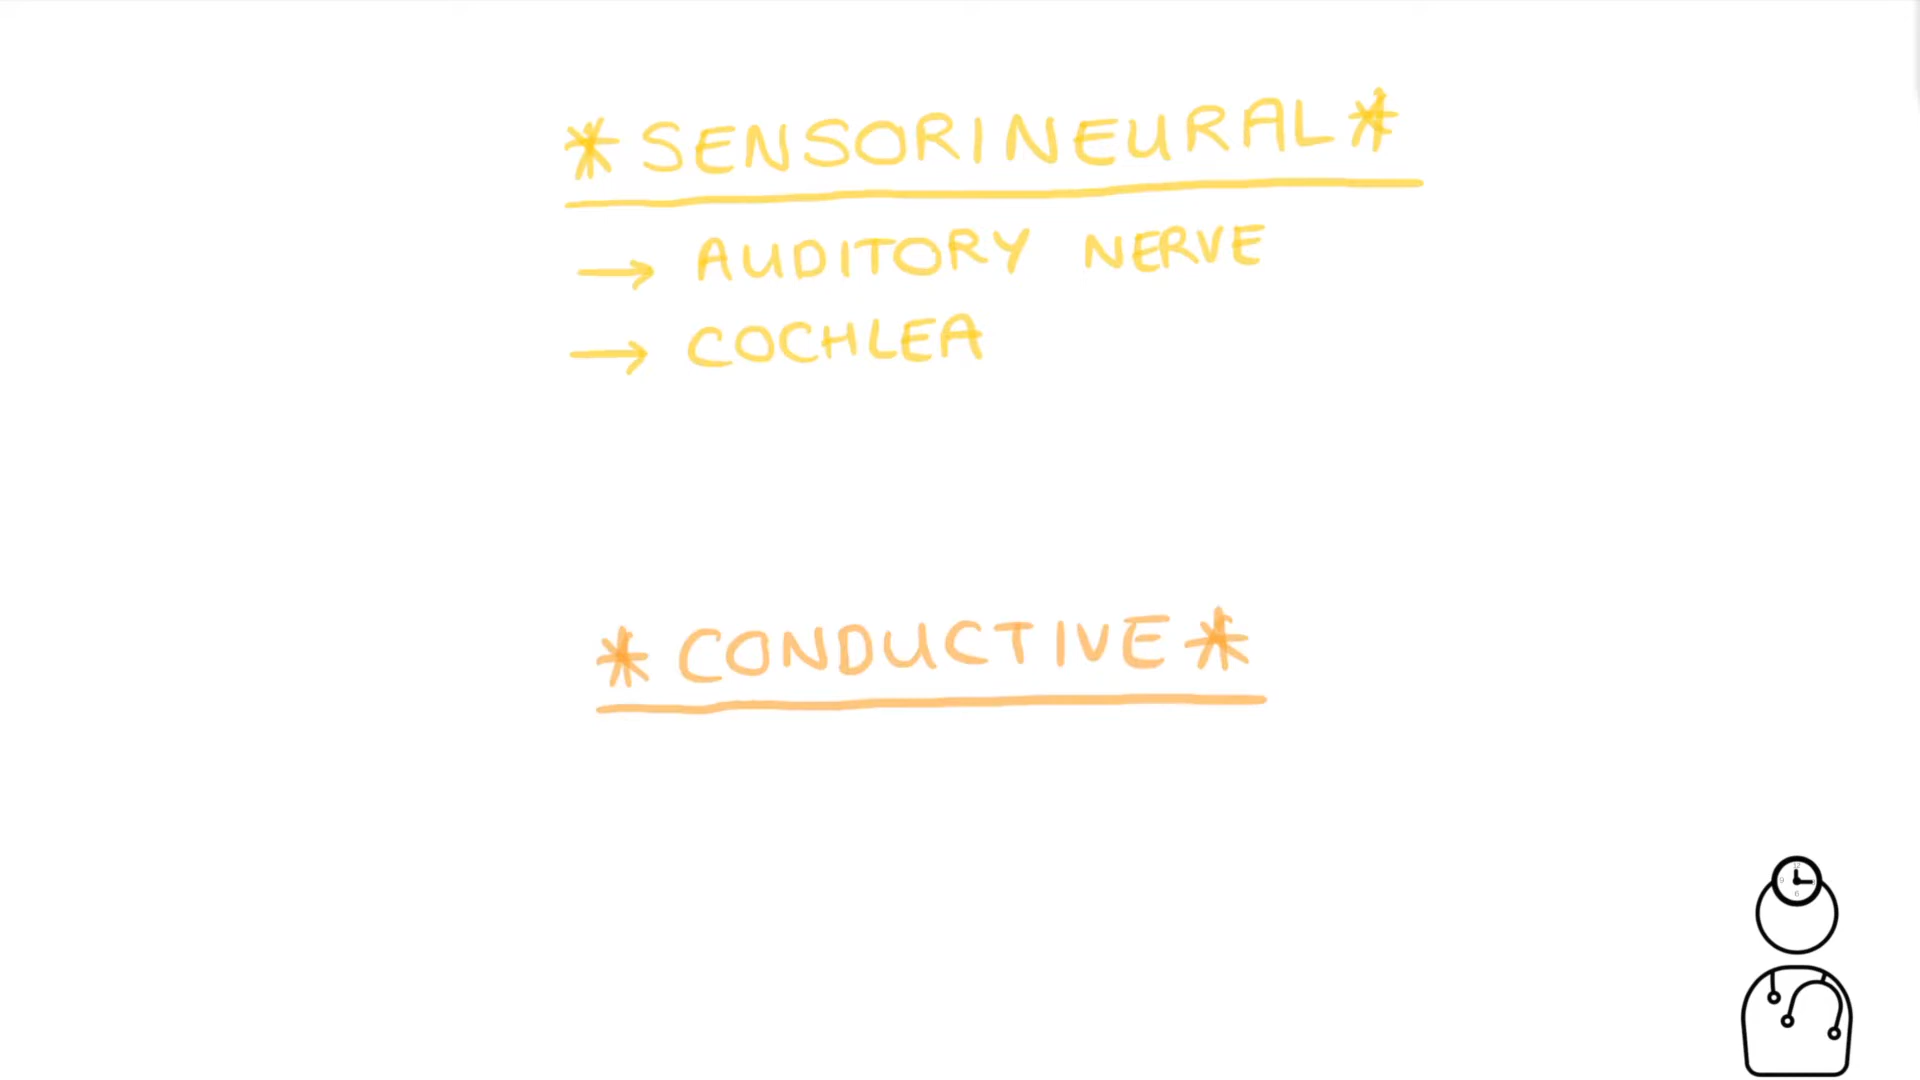 *SENSORINEURAL*
→ AUDITORY NERVE
→ COCHLEA
*CONDUCTIVE*